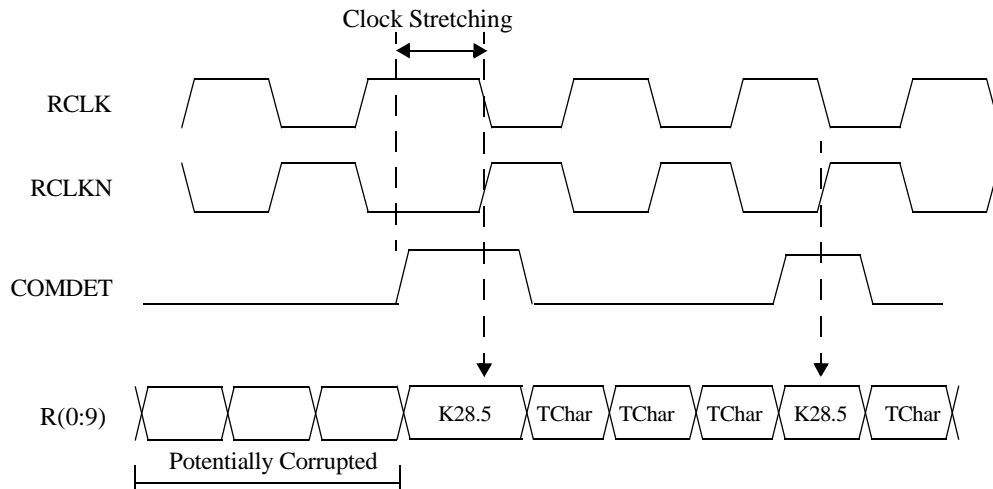 Clock Stretching
RCLK
RCLKN
COMDET
R(0:9)
K28.5 TChar TChar TChar K28.5 TChar
Potentially Corrupted